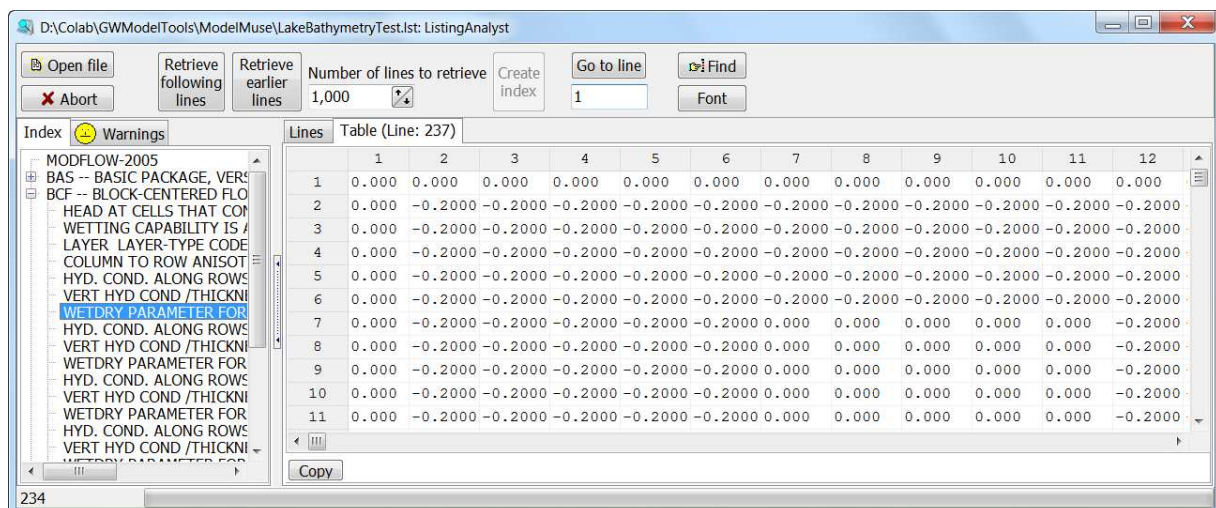 D:\Colab\GWModelTools\ModelMuse\LakeBathymetryTest.lst: ListingAnalyst
Open file
Abort
Retrieve following lines
Retrieve earlier lines
Number of lines to retrieve
1,000
Create index
Go to line
1
Find
Font
Index
Warnings
MODFLOW-2005
BAS -- BASIC PACKAGE, VERS
BCF -- BLOCK-CENTERED FLO
HEAD AT CELLS THAT CON
WETTING CAPABILITY IS A
LAYER LAYER-TYPE CODE
COLUMN TO ROW ANISOT
HYD. COND. ALONG ROWS
VERT HYD COND /THICKNE
WETDRY PARAMETER FOR
HYD. COND. ALONG ROWS
VERT HYD COND /THICKNE
WETDRY PARAMETER FOR
HYD. COND. ALONG ROWS
VERT HYD COND /THICKNE
WETDRY PARAMETER FOR
HYD. COND. ALONG ROWS
VERT HYD COND /THICKNE
WETDRY PARAMETER FOR
234
Lines
Table (Line: 237)
1 2 3 4 5 6 7 8 9 10 11 12
1 0.000 0.000 0.000 0.000 0.000 0.000 0.000 0.000 0.000 0.000 0.000 0.000
2 0.000 -0.2000 -0.2000 -0.2000 -0.2000 -0.2000 -0.2000 -0.2000 -0.2000 -0.2000 -0.2000 -0.2000
3 0.000 -0.2000 -0.2000 -0.2000 -0.2000 -0.2000 -0.2000 -0.2000 -0.2000 -0.2000 -0.2000 -0.2000
4 0.000 -0.2000 -0.2000 -0.2000 -0.2000 -0.2000 -0.2000 -0.2000 -0.2000 -0.2000 -0.2000 -0.2000
5 0.000 -0.2000 -0.2000 -0.2000 -0.2000 -0.2000 -0.2000 -0.2000 -0.2000 -0.2000 -0.2000 -0.2000
6 0.000 -0.2000 -0.2000 -0.2000 -0.2000 -0.2000 -0.2000 -0.2000 -0.2000 -0.2000 -0.2000 -0.2000
7 0.000 -0.2000 -0.2000 -0.2000 -0.2000 -0.2000 0.000 0.000 0.000 0.000 0.000 -0.2000
8 0.000 -0.2000 -0.2000 -0.2000 -0.2000 -0.2000 0.000 0.000 0.000 0.000 0.000 -0.2000
9 0.000 -0.2000 -0.2000 -0.2000 -0.2000 -0.2000 0.000 0.000 0.000 0.000 0.000 -0.2000
10 0.000 -0.2000 -0.2000 -0.2000 -0.2000 -0.2000 0.000 0.000 0.000 0.000 0.000 -0.2000
11 0.000 -0.2000 -0.2000 -0.2000 -0.2000 -0.2000 0.000 0.000 0.000 0.000 0.000 -0.2000
Copy